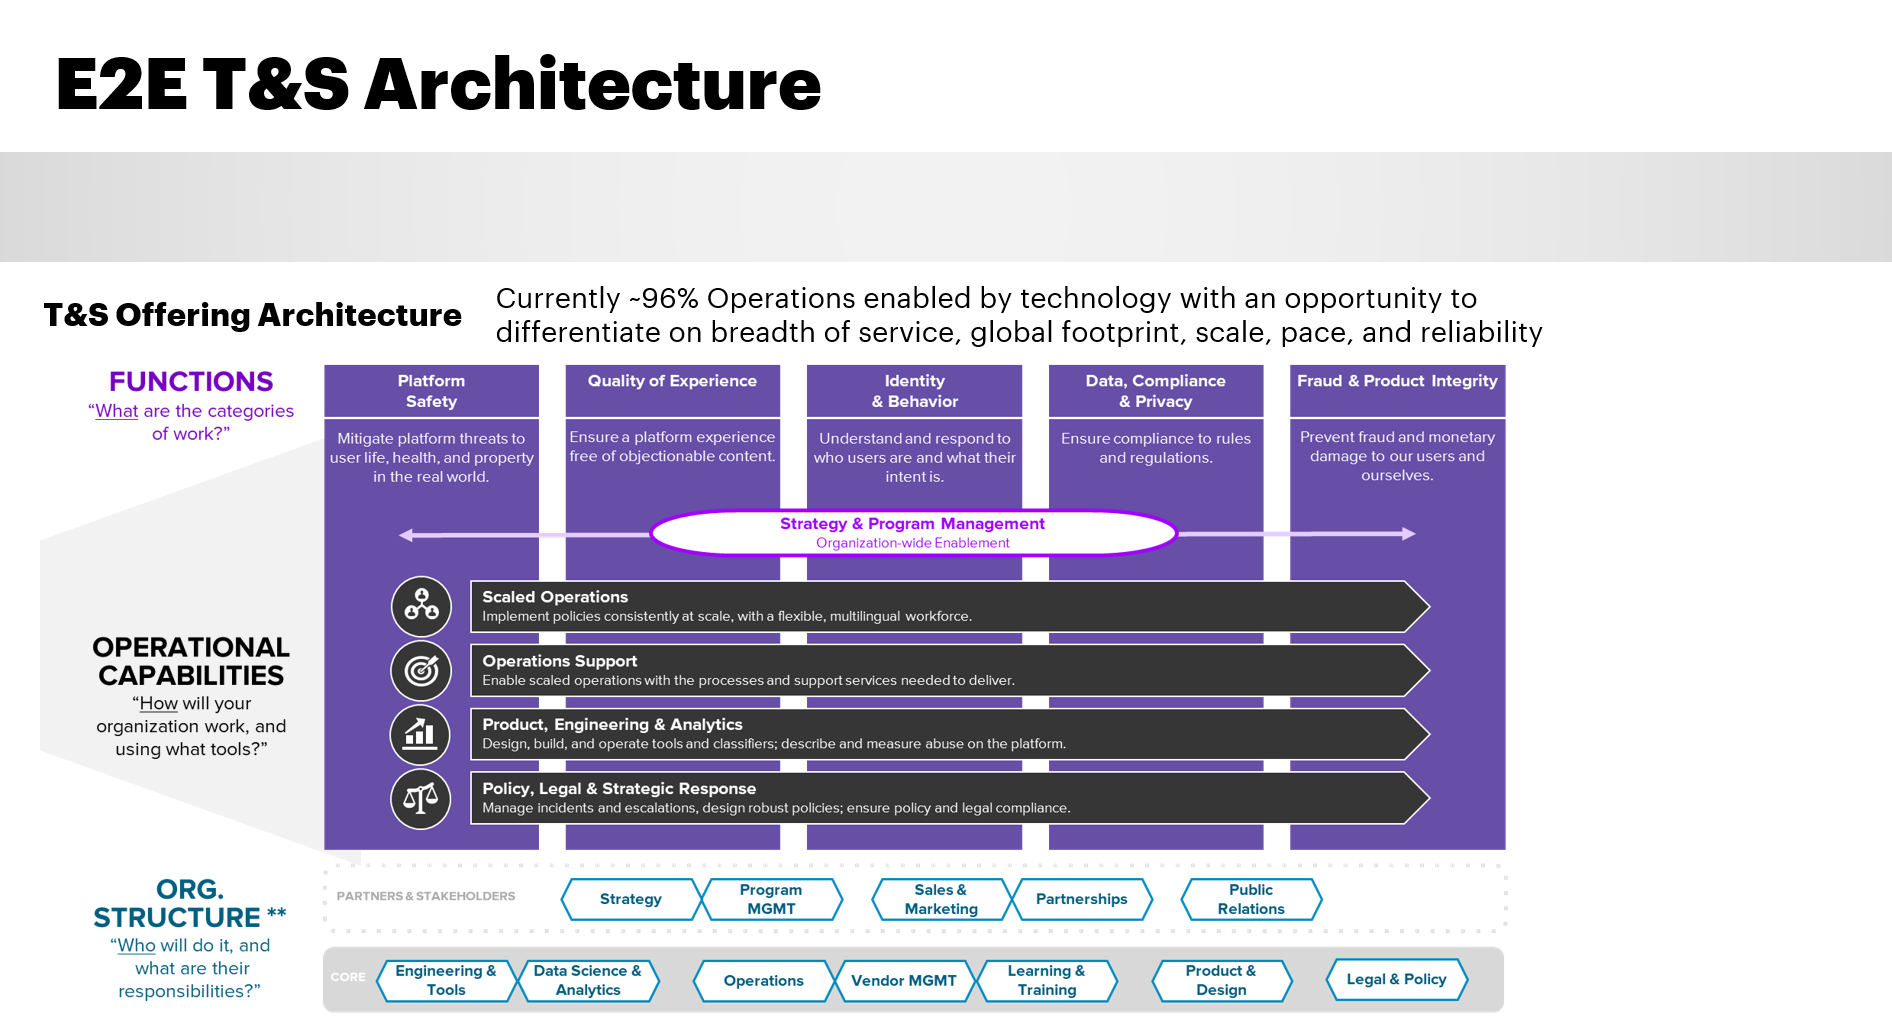 E2E T&S Architecture
T&S Offering Architecture
Currently ~96% Operations enabled by technology with an opportunity to
differentiate on breadth of service, global footprint, scale, pace, and reliability
FUNCTIONS
“What are the categories
of work?”
Platform
Safety
Mitigate platform threats to
user life, health, and property
in the real world.
Quality of Experience
Ensure a platform experience
free of objectionable content.
Identity
& Behavior
Understand and respond to
who users are and what their
intent is.
Data, Compliance
& Privacy
Ensure compliance to rules
and regulations.
Fraud & Product Integrity
Prevent fraud and monetary
damage to our users and
ourselves.
Strategy & Program Management
Organization-wide Enablement
OPERATIONAL
CAPABILITIES
“How will your
organization work, and
using what tools?”
Scaled Operations
Implement policies consistently at scale, with a flexible, multilingual workforce.
Operations Support
Enable scaled operations with the processes and support services needed to deliver.
Product, Engineering & Analytics
Design, build, and operate tools and classifiers; describe and measure abuse on the platform.
Policy, Legal & Strategic Response
Manage incidents and escalations, design robust policies; ensure policy and legal compliance.
ORG.
STRUCTURE **
“Who will do it, and
what are their
responsibilities?”
PARTNERS & STAKEHOLDERS
Strategy
Program
MGMT
Sales &
Marketing
Partnerships
Public
Relations
CORE
Engineering &
Tools
Data Science &
Analytics
Operations
Vendor MGMT
Learning &
Training
Product &
Design
Legal & Policy